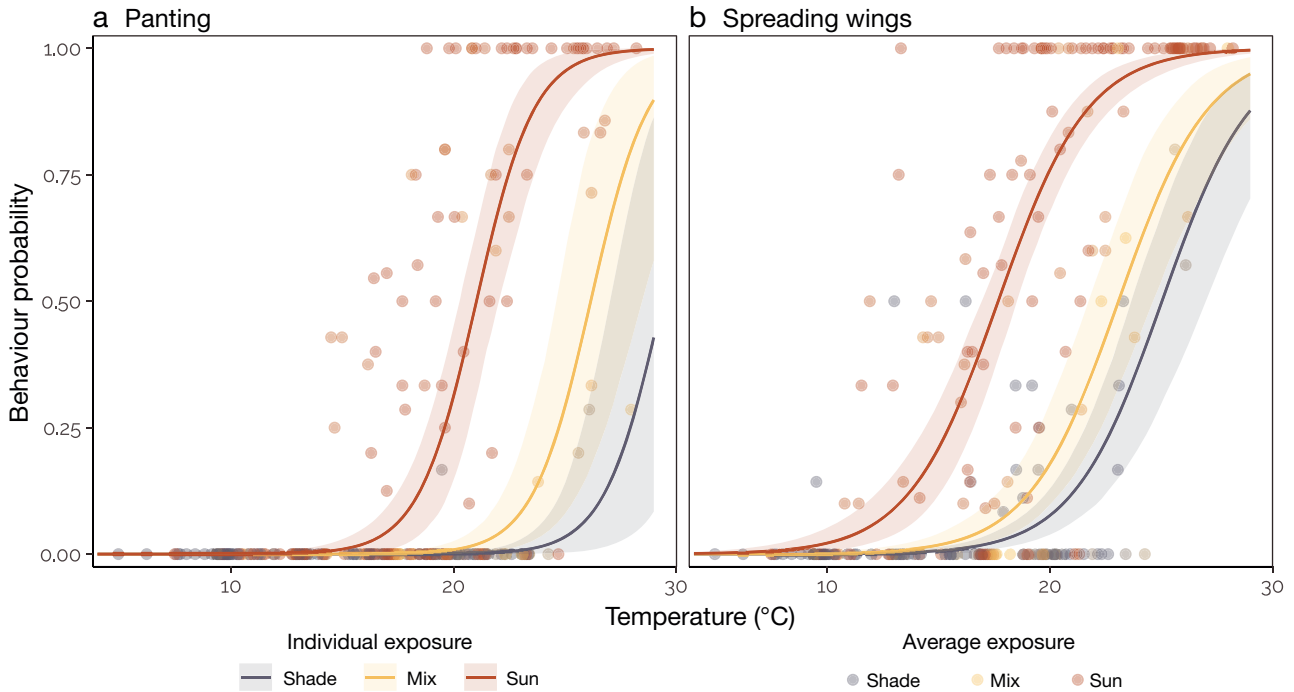 a Panting
b Spreading wings
Behaviour probability
1.00
0.75
0.50
0.25
0.00
10
20
30
10
20
30
Temperature (°C)
Individual exposure
Average exposure
Shade
Mix
Sun
Shade
Mix
Sun